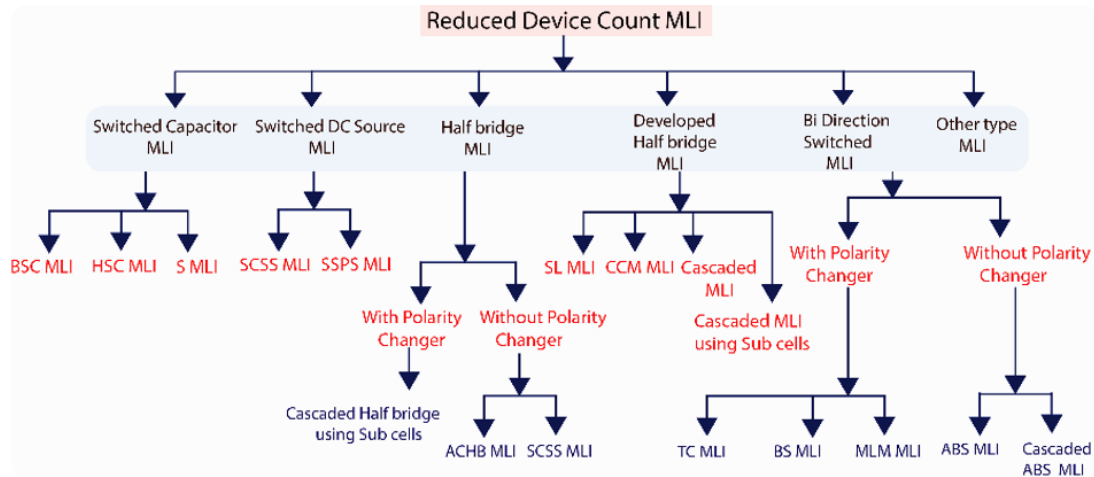 Reduced Device Count MLI
Switched Capacitor
MLI
Switched DC Source
MLI
Half bridge
MLI
Developed
Half bridge
MLI
Bi Direction
Switched
MLI
Other type
MLI
BSC MLI
HSC MLI
S MLI
SCSS MLI
SSPS MLI
With Polarity
Changer
Without Polarity
Changer
SL MLI
CCM MLI
Cascaded
MLI
Cascaded MLI
using Sub cells
With Polarity
Changer
Without Polarity
Changer
Cascaded Half bridge
using Sub cells
ACHB MLI
SCSS MLI
TC MLI
BS MLI
MLM MLI
ABS MLI
Cascaded
ABS MLI